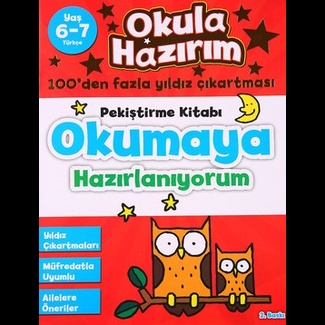 Yaş
6-7
Türkçe
Okula
Hazırım
100'den fazla yıldız çıkartması
Pekiştirme Kitabı
Okumaya
Hazırlanıyorum
Yıldız
Çıkartmaları
Müfredatla
Uyumlu
Ailelere
Öneriler
2. Baskı